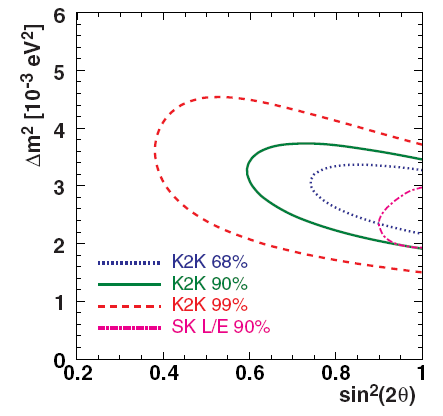 6
5
4
3
2
1
0
Δm² [10⁻³ eV²]
K2K 68%
K2K 90%
K2K 99%
SK L/E 90%
0.2 0.4 0.6 0.8 1
sin²(2θ)